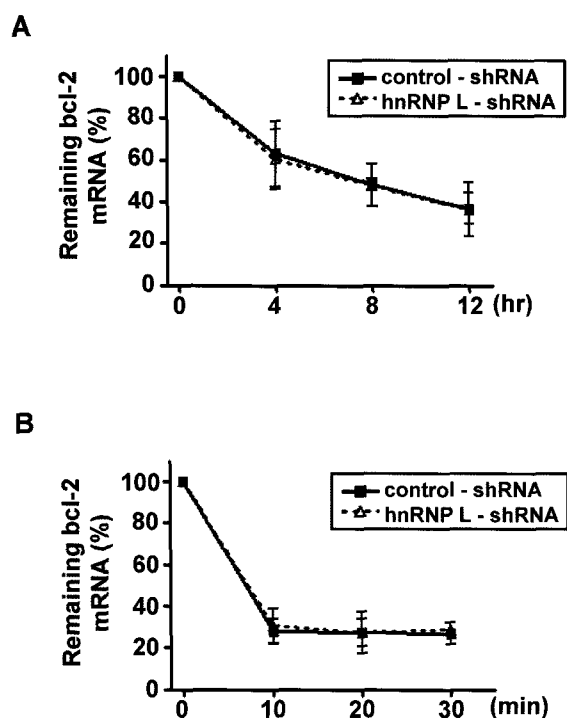 A
Remaining bcl-2
mRNA (%)
100
80
60
40
20
0
control - shRNA
hnRNP L - shRNA
0 4 8 12 (hr)
B
Remaining bcl-2
mRNA (%)
100
80
60
40
20
0
control - shRNA
hnRNP L - shRNA
0 10 20 30 (min)